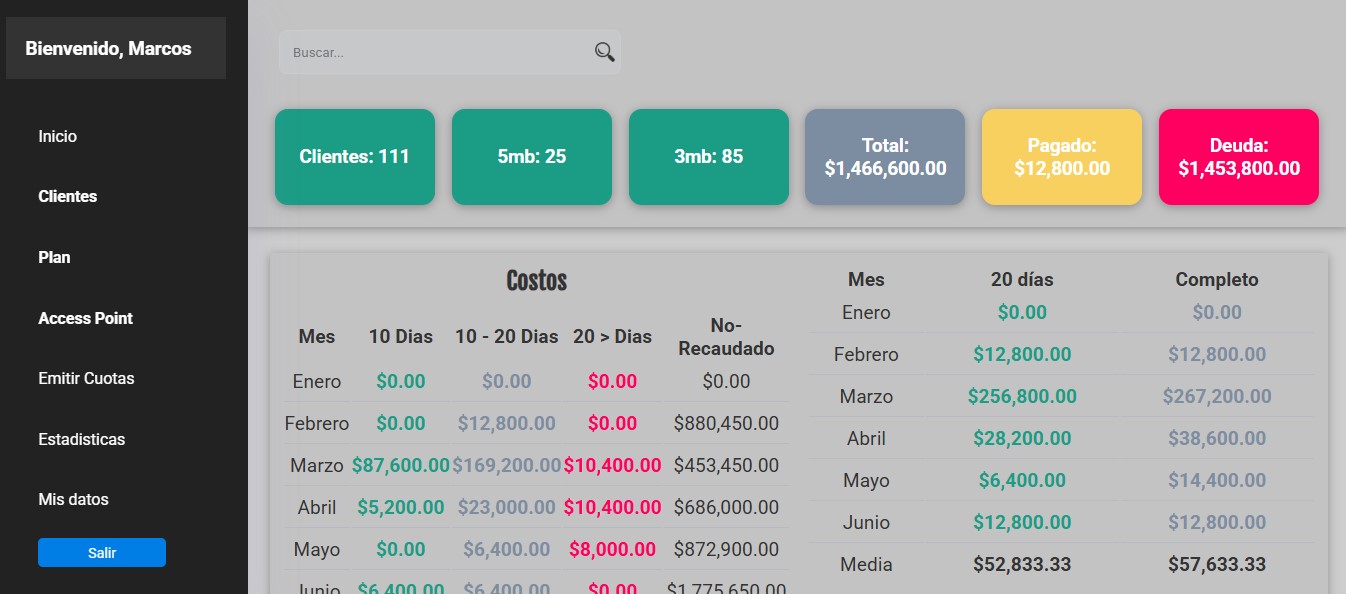 Bienvenido, Marcos
Inicio
Clientes
Plan
Access Point
Emitir Cuotas
Estadisticas
Mis datos
Salir
Buscar...
Clientes: 111
5mb: 25
3mb: 85
Total:
$1,466,600.00
Pagado:
$12,800.00
Deuda:
$1,453,800.00
Costos
Mes 10 Dias 10 - 20 Dias 20 > Dias No-
Recaudado
Enero $0.00 $0.00 $0.00 $0.00
Febrero $0.00 $12,800.00 $0.00 $880,450.00
Marzo $87,600.00 $169,200.00 $10,400.00 $453,450.00
Abril $5,200.00 $23,000.00 $10,400.00 $686,000.00
Mayo $0.00 $6,400.00 $8,000.00 $872,900.00
Junio $6,400.00 $6,400.00 $0.00 $1,775,650.00
Mes 20 días Completo
Enero $0.00 $0.00
Febrero $12,800.00 $12,800.00
Marzo $256,800.00 $267,200.00
Abril $28,200.00 $38,600.00
Mayo $6,400.00 $14,400.00
Junio $12,800.00 $12,800.00
Media $52,833.33 $57,633.33